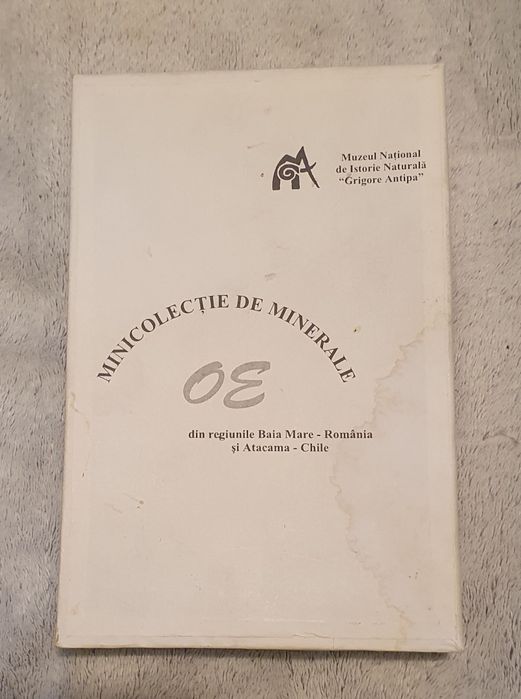 Muzeul Național
de Istorie Naturală
"Grigore Antipa"
MINICOLECȚIE DE MINERALE
OE
din regiunile Baia Mare - România
și Atacama - Chile